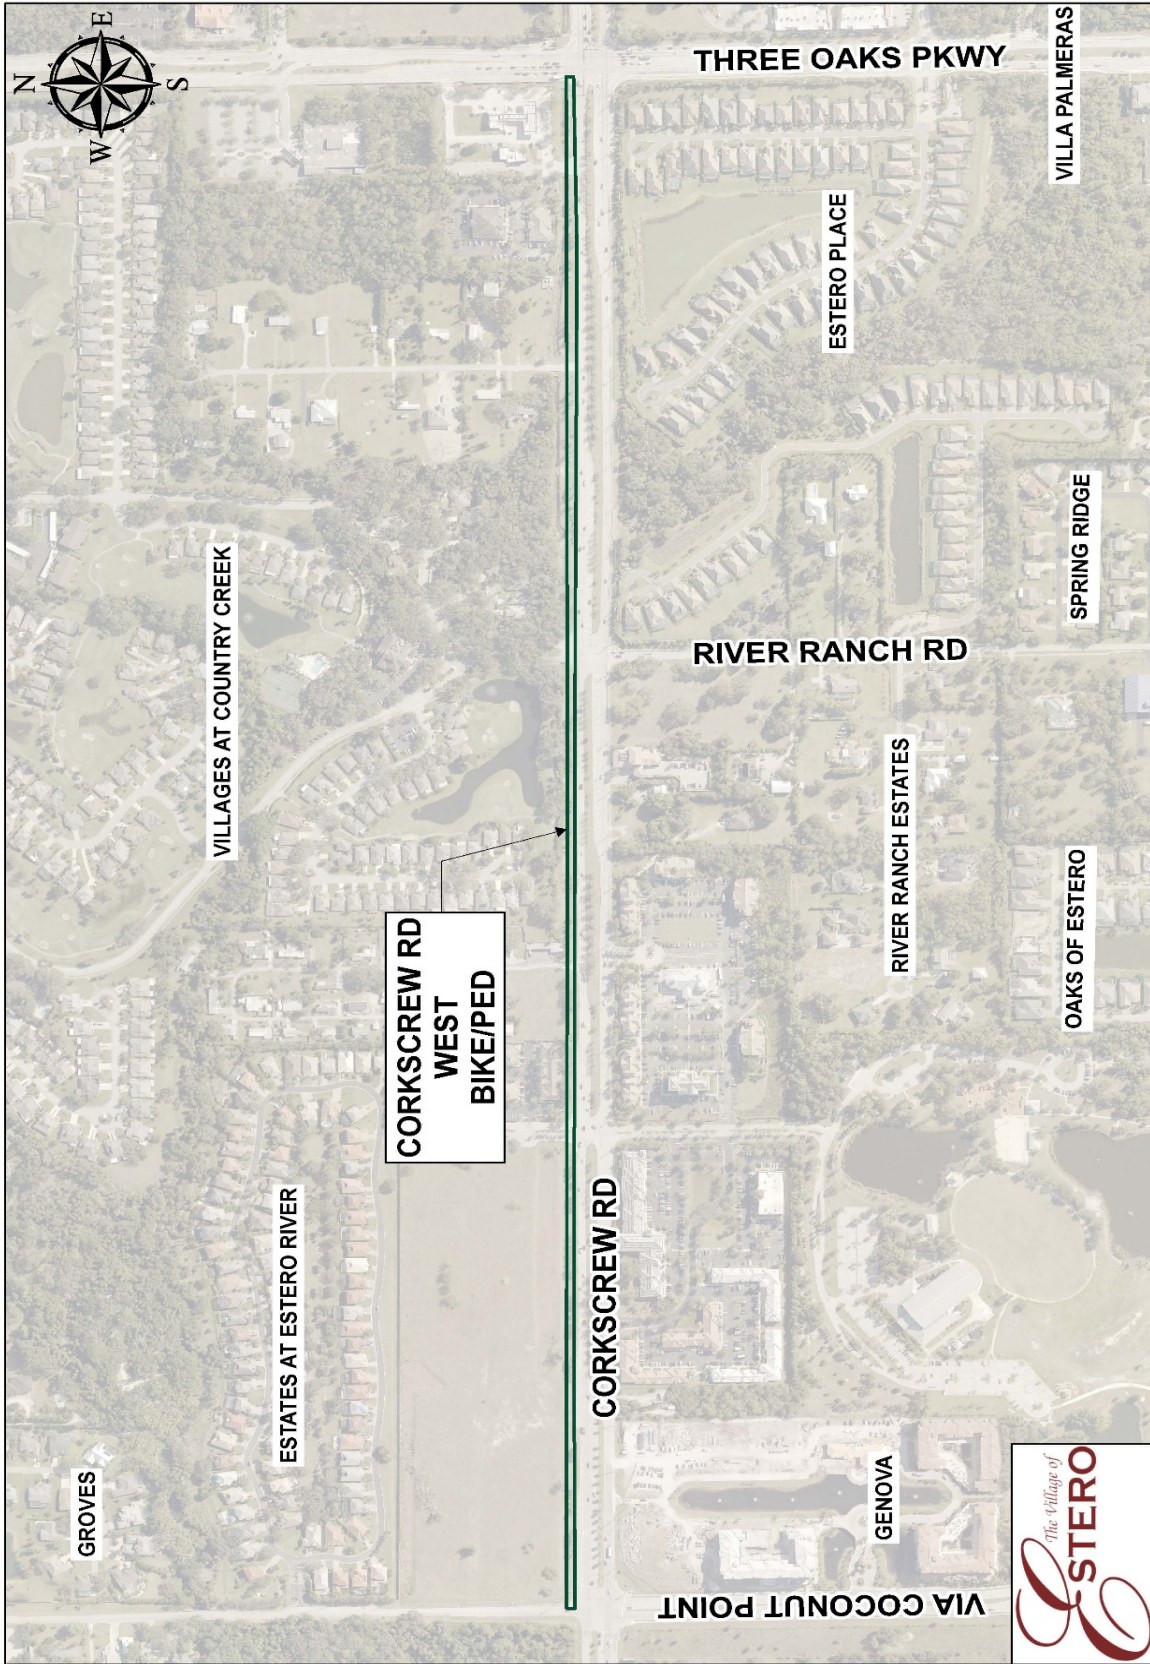 N
E
S
W
THREE OAKS PKWY
VILLA PALMERAS
ESTERO PLACE
VILLAGES AT COUNTRY CREEK
SPRING RIDGE
RIVER RANCH RD
RIVER RANCH ESTATES
OAKS OF ESTERO
CORKSCREW RD
WEST
BIKE/PED
ESTATES AT ESTERO RIVER
CORKSCREW RD
GROVES
GENOVA
VIA COCONUT POINT
The Village of
ESTERO